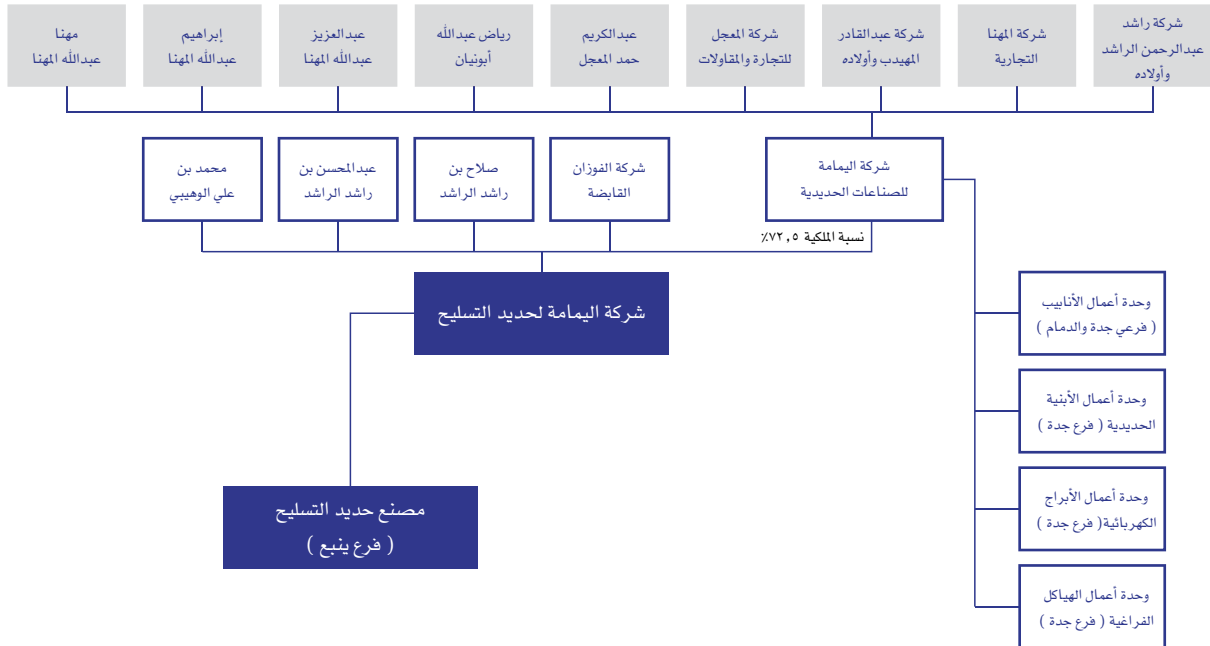 شركة راشد
عبدالرحمن الراشد
وأولاده
شركة المهنا
التجارية
شركة عبدالقادر
المهيدب وأولاده
شركة المعجل
للتجارة والمقاولات
عبدالكريم
حمد المعجل
رياض عبدالله
أبونيان
عبدالعزيز
عبدالله المهنا
إبراهيم
عبدالله المهنا
مهنا
عبدالله المهنا
شركة اليمامة
للصناعات الحديدية
شركة الفوزان
القابضة
صلاح بن
راشد الراشد
عبدالمحسن بن
راشد الراشد
محمد بن
علي الوهيبي
نسبة الملكية ٧٢,٥٪
شركة اليمامة لحديد التسليح
وحدة أعمال الأنابيب
( فرعي جدة والدمام )
وحدة أعمال الأبنية
الحديدية ( فرع جدة )
وحدة أعمال الأبراج
الكهربائية( فرع جدة )
وحدة أعمال الهياكل
الفراغية ( فرع جدة )
مصنع حديد التسليح
( فرع ينبع )